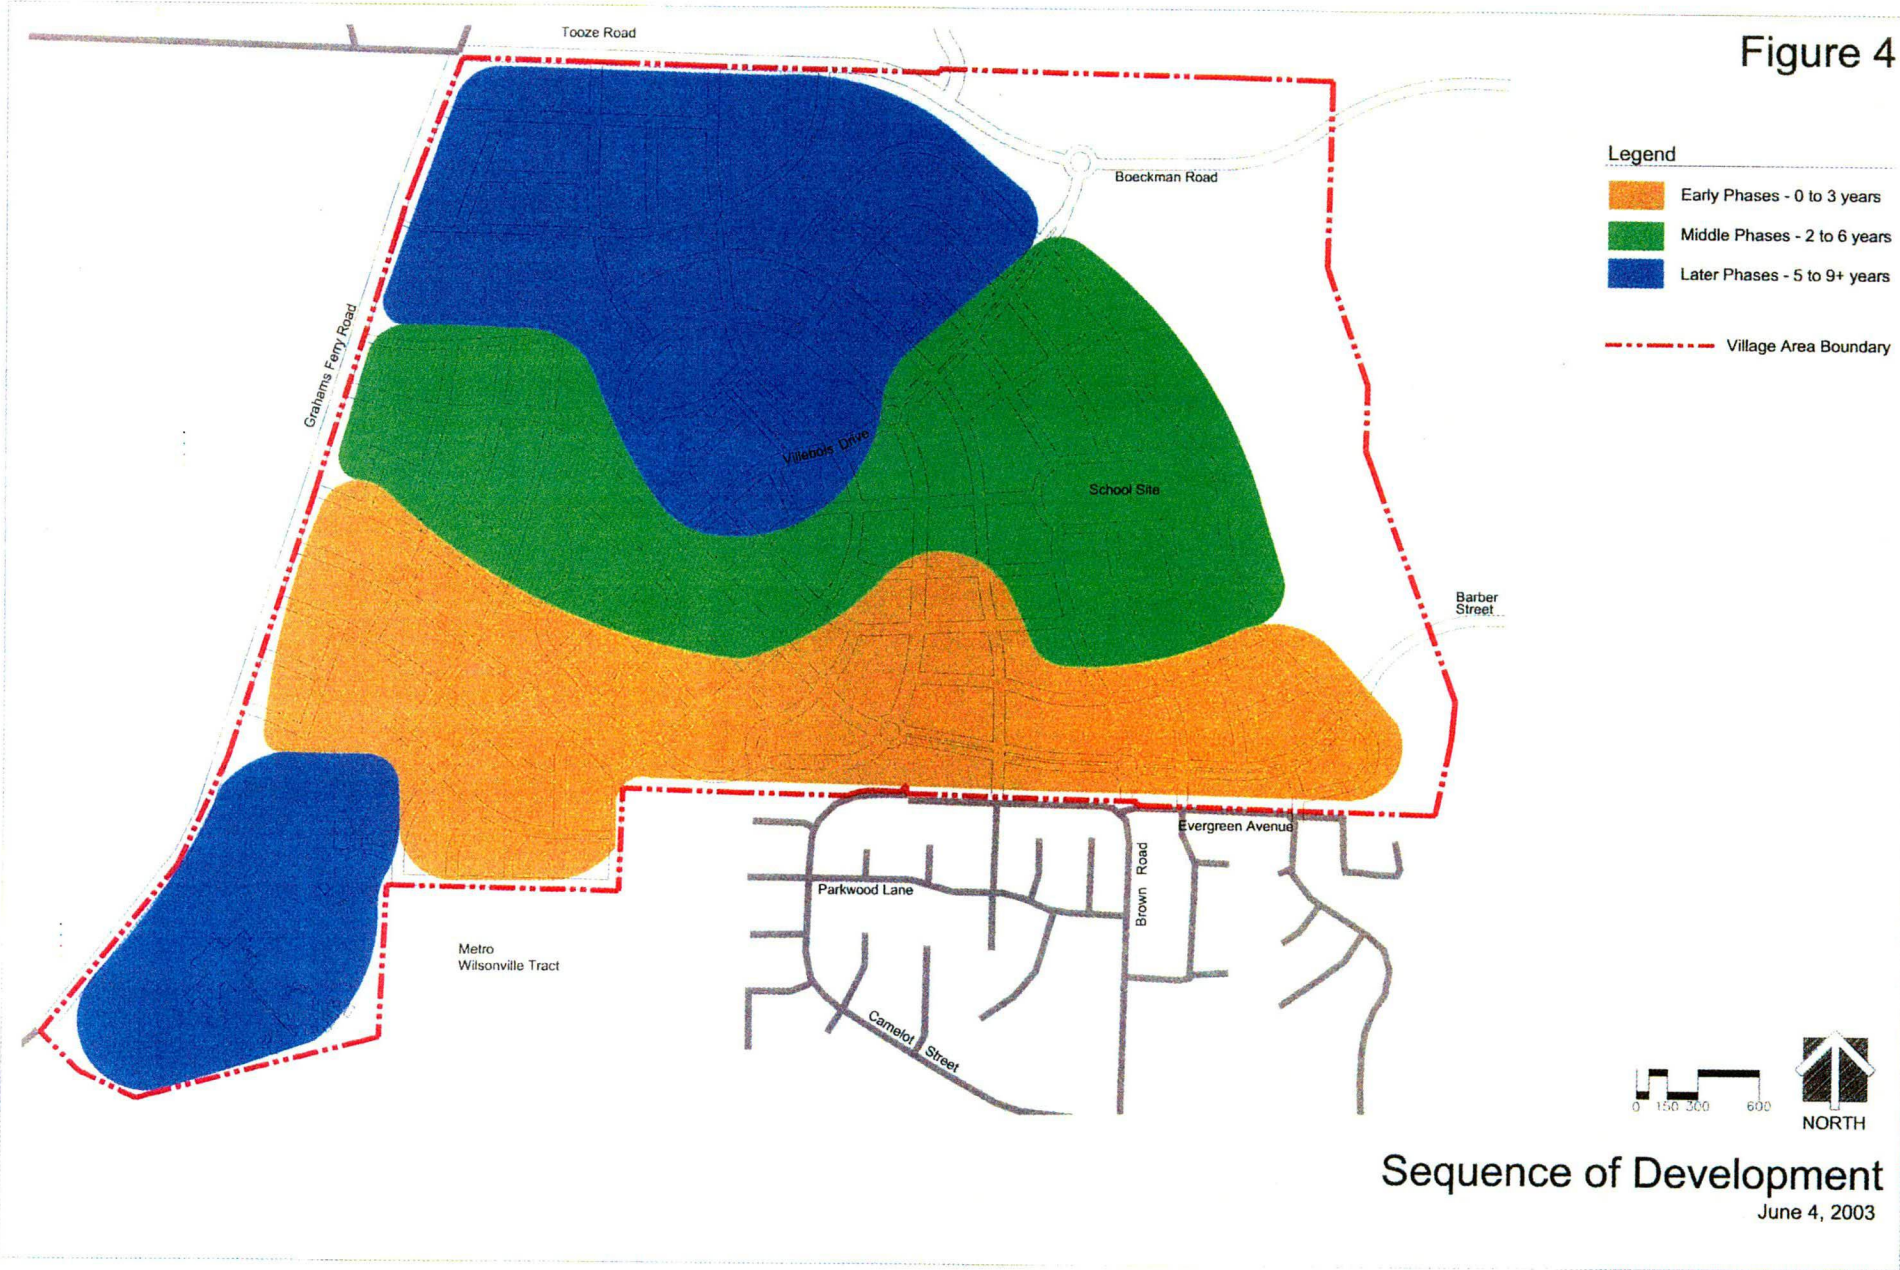 Figure 4
Tooze Road
Boeckman Road
Legend
Early Phases - 0 to 3 years
Middle Phases - 2 to 6 years
Later Phases - 5 to 9+ years
Village Area Boundary
Grahams Ferry Road
Villebois Drive
School Site
Barber
Street
Evergreen Avenue
Parkwood Lane
Brown Road
Metro
Wilsonville Tract
Camelot Street
0 150 300 600
NORTH
Sequence of Development
June 4, 2003